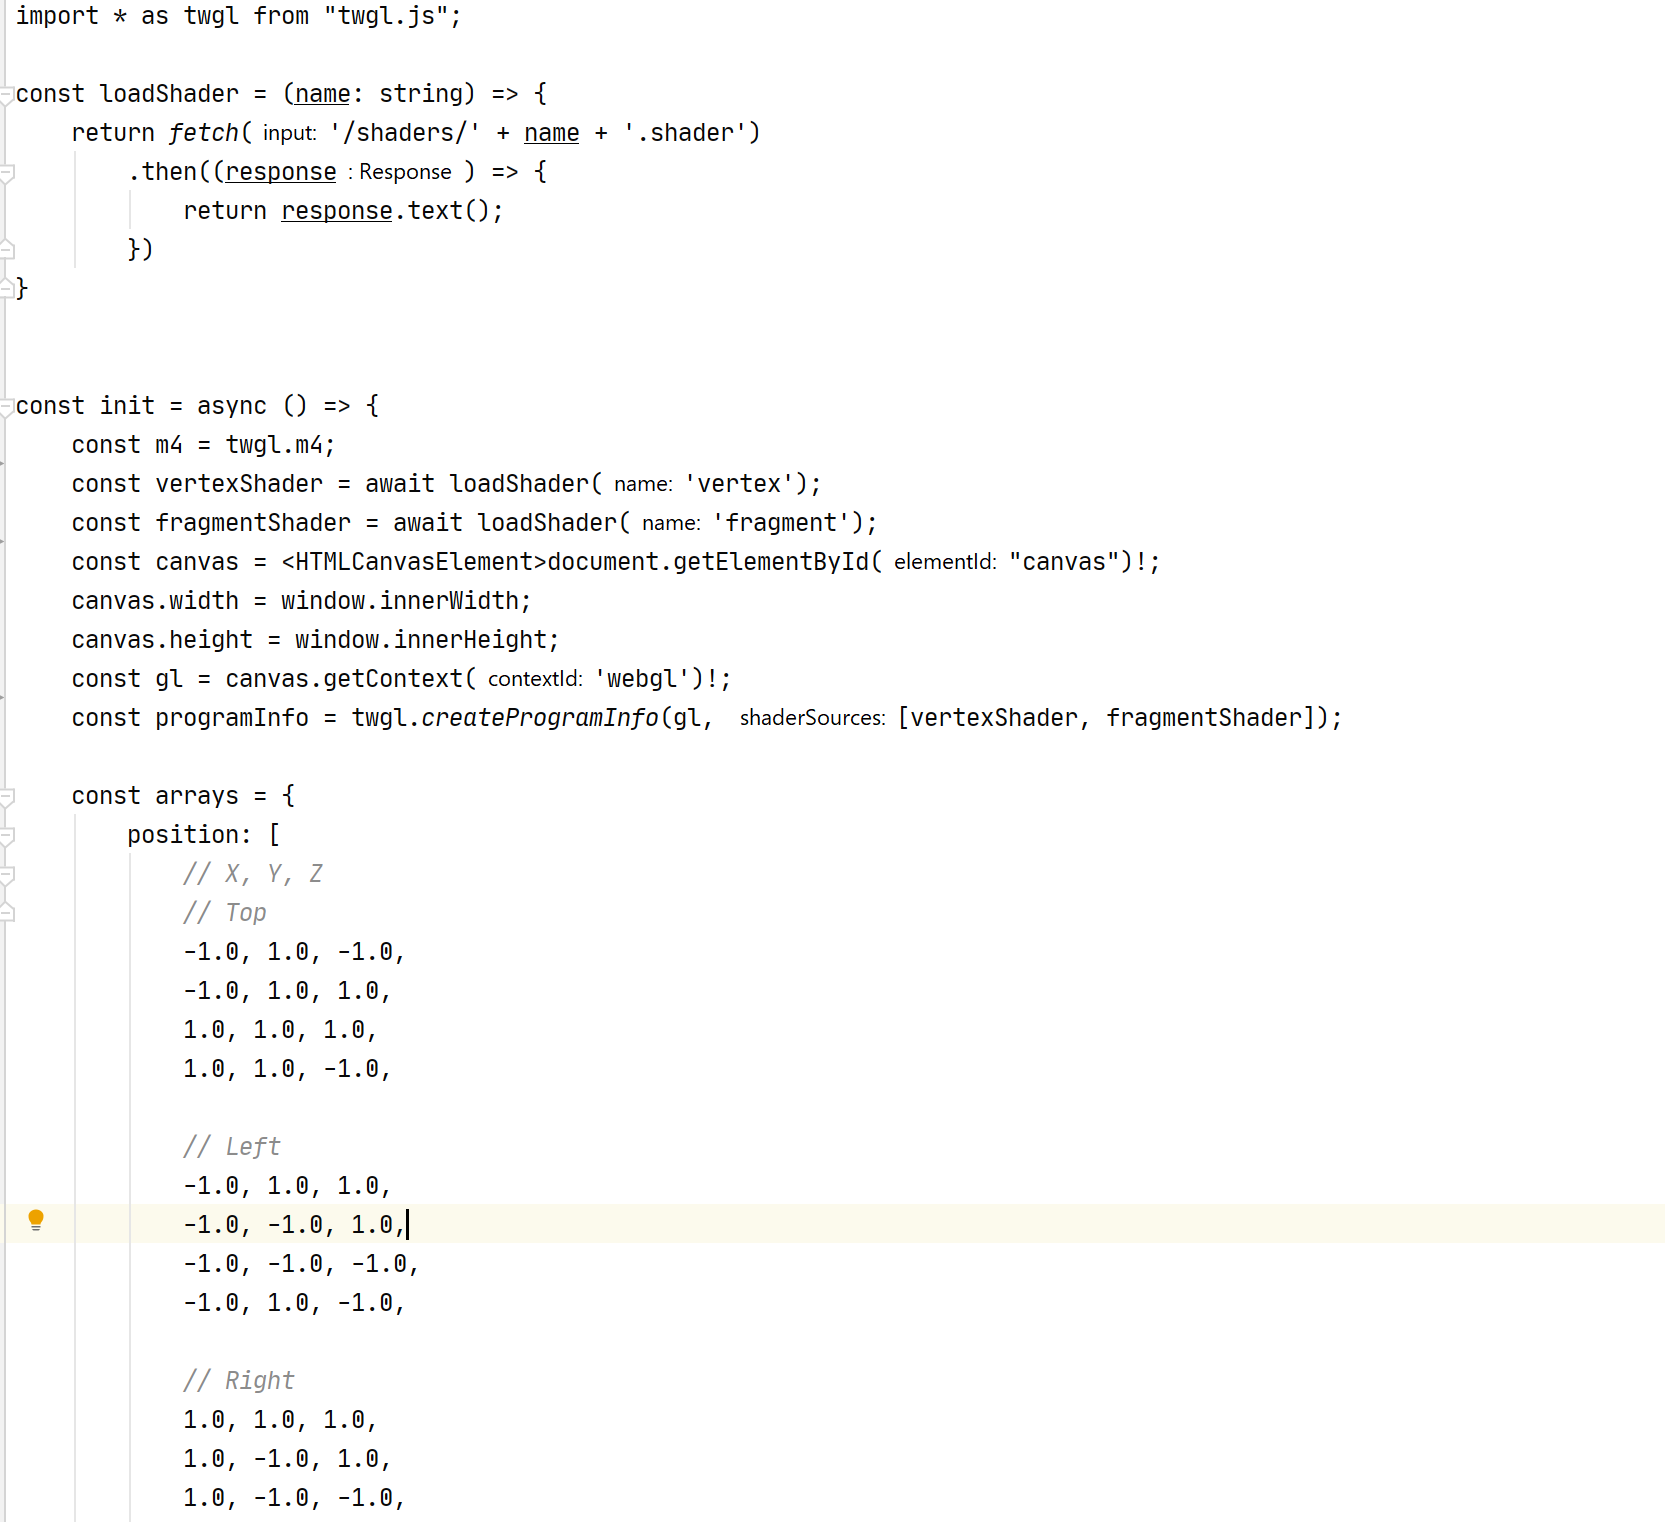 import * as twgl from "twgl.js";
const loadShader = (name: string) => {
return fetch( input: '/shaders/' + name + '.shader')
.then((response : Response ) => {
return response.text();
})
}
const init = async () => {
const m4 = twgl.m4;
const vertexShader = await loadShader( name: 'vertex');
const fragmentShader = await loadShader( name: 'fragment');
const canvas = <HTMLCanvasElement>document.getElementById( elementId: "canvas")!;
canvas.width = window.innerWidth;
canvas.height = window.innerHeight;
const gl = canvas.getContext( contextId: 'webgl')!;
const programInfo = twgl.createProgramInfo(gl, shaderSources: [vertexShader, fragmentShader]);
const arrays = {
position: [
// X, Y, Z
// Top
-1.0, 1.0, -1.0,
-1.0, 1.0, 1.0,
1.0, 1.0, 1.0,
1.0, 1.0, -1.0,
// Left
-1.0, 1.0, 1.0,
-1.0, -1.0, 1.0,
-1.0, -1.0, -1.0,
-1.0, 1.0, -1.0,
// Right
1.0, 1.0, 1.0,
1.0, -1.0, 1.0,
1.0, -1.0, -1.0,